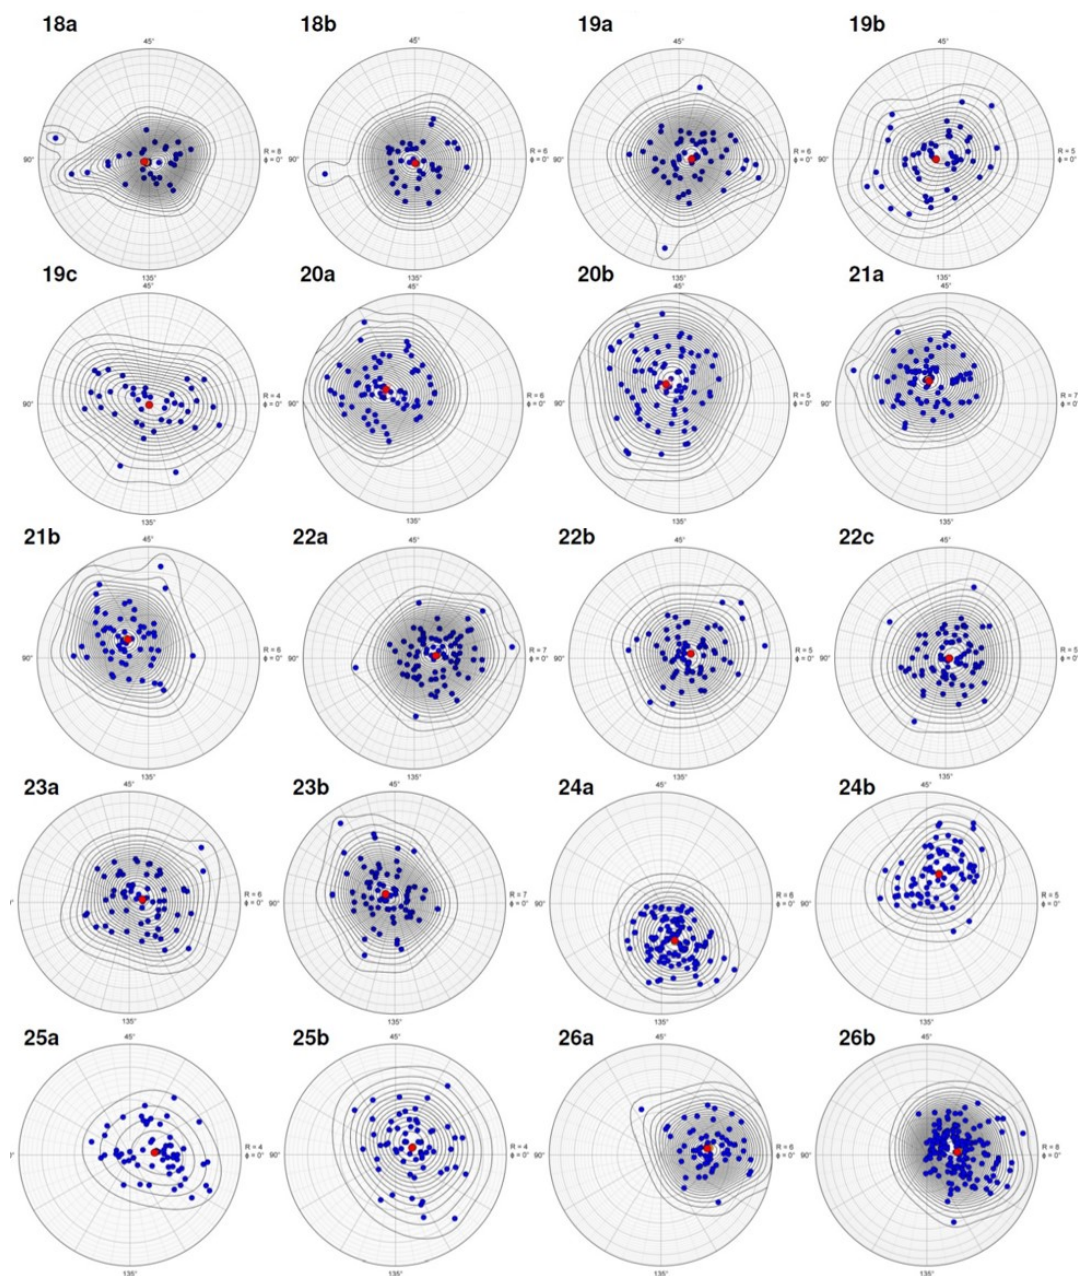 18a
45°
90°
R = 8
ϕ = 0°
135°
18b
45°
90°
R = 6
ϕ = 0°
135°
19a
45°
90°
R = 6
ϕ = 0°
135°
19b
45°
90°
R = 5
ϕ = 0°
135°
19c
45°
90°
R = 4
ϕ = 0°
135°
20a
45°
90°
R = 6
ϕ = 0°
135°
20b
45°
90°
R = 5
ϕ = 0°
135°
21a
45°
90°
R = 7
ϕ = 0°
135°
21b
45°
90°
R = 6
ϕ = 0°
135°
22a
45°
90°
R = 7
ϕ = 0°
135°
22b
45°
90°
R = 5
ϕ = 0°
135°
22c
45°
90°
R = 5
ϕ = 0°
135°
23a
45°
R = 6
ϕ = 0°
135°
23b
45°
90°
R = 7
ϕ = 0°
135°
24a
45°
90°
R = 6
ϕ = 0°
135°
24b
45°
90°
R = 5
ϕ = 0°
135°
25a
45°
R = 4
ϕ = 0°
135°
25b
45°
90°
R = 4
ϕ = 0°
135°
26a
45°
90°
R = 6
ϕ = 0°
135°
26b
45°
90°
ϕ = 0°
135°